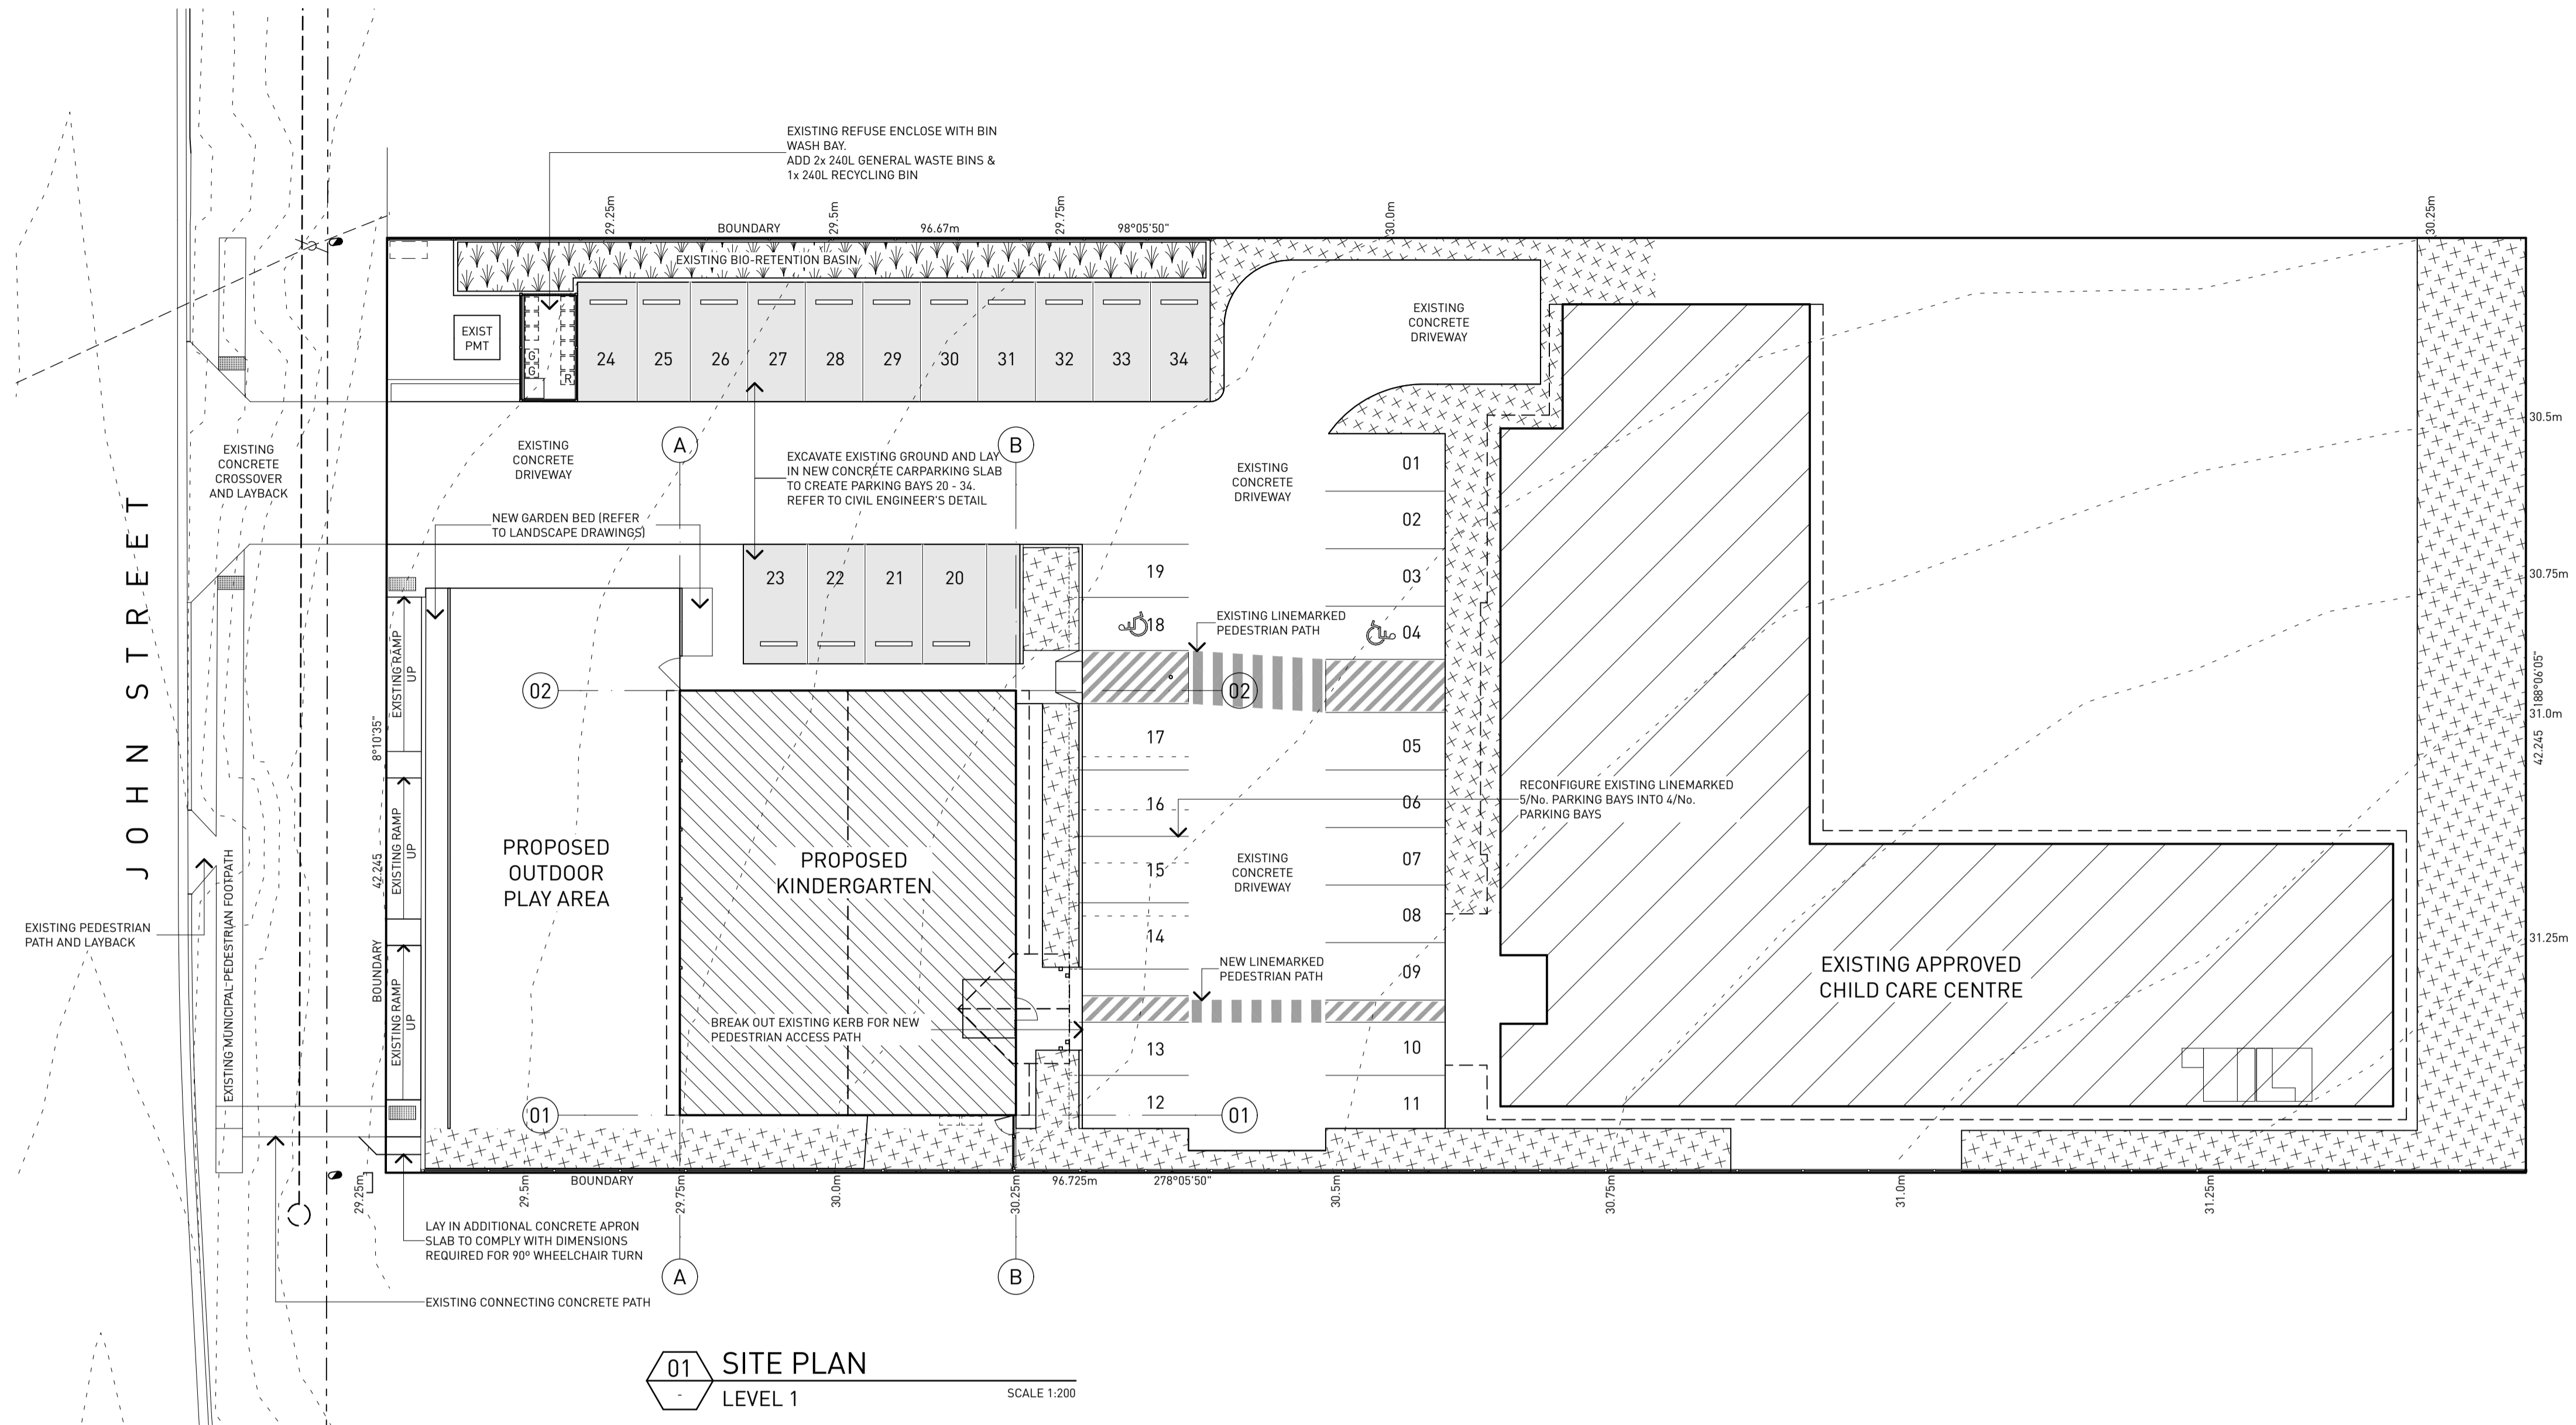 EXISTING REFUSE ENCLOSE WITH BIN
WASH BAY.
ADD 2x 240L GENERAL WASTE BINS &
1x 240L RECYCLING BIN
29.25m
BOUNDARY
29.5m
96.67m
29.75m
98°05'50"
30.0m
30.25m
EXISTING BIO-RETENTION BASIN
EXIST
PMT
G
G
R
24
25
26
27
28
29
30
31
32
33
34
EXISTING
CONCRETE
DRIVEWAY
30.5m
EXISTING
CONCRETE
CROSSOVER
AND LAYBACK
EXISTING
CONCRETE
DRIVEWAY
A
B
EXCAVATE EXISTING GROUND AND LAY
IN NEW CONCRETE CARPARKING SLAB
TO CREATE PARKING BAYS 20 - 34.
REFER TO CIVIL ENGINEER'S DETAIL
EXISTING
CONCRETE
DRIVEWAY
01
02
03
04
05
06
07
08
09
10
11
NEW GARDEN BED (REFER
TO LANDSCAPE DRAWINGS)
JOHN STREET
23
22
21
20
19
18
17
16
15
14
13
12
30.75m
EXISTING LINEMARKED
PEDESTRIAN PATH
188°06'05"
31.0m
42.245
31.25m
EXISTING RAMP
UP
EXISTING RAMP
UP
EXISTING RAMP
UP
8°10'35"
42.245
BOUNDARY
02
02
RECONFIGURE EXISTING LINEMARKED
5/No. PARKING BAYS INTO 4/No.
PARKING BAYS
PROPOSED
OUTDOOR
PLAY AREA
PROPOSED
KINDERGARTEN
EXISTING
CONCRETE
DRIVEWAY
EXISTING MUNICIPAL PEDESTRIAN FOOTPATH
EXISTING PEDESTRIAN
PATH AND LAYBACK
NEW LINEMARKED
PEDESTRIAN PATH
EXISTING APPROVED
CHILD CARE CENTRE
BREAK OUT EXISTING KERB FOR NEW
PEDESTRIAN ACCESS PATH
01
01
29.25m
29.5m
BOUNDARY
29.75m
30.0m
30.25m
96.725m
278°05'50"
30.5m
30.75m
31.0m
31.25m
LAY IN ADDITIONAL CONCRETE APRON
SLAB TO COMPLY WITH DIMENSIONS
REQUIRED FOR 90º WHEELCHAIR TURN
A
B
EXISTING CONNECTING CONCRETE PATH
01
-
SITE PLAN
LEVEL 1
SCALE 1:200